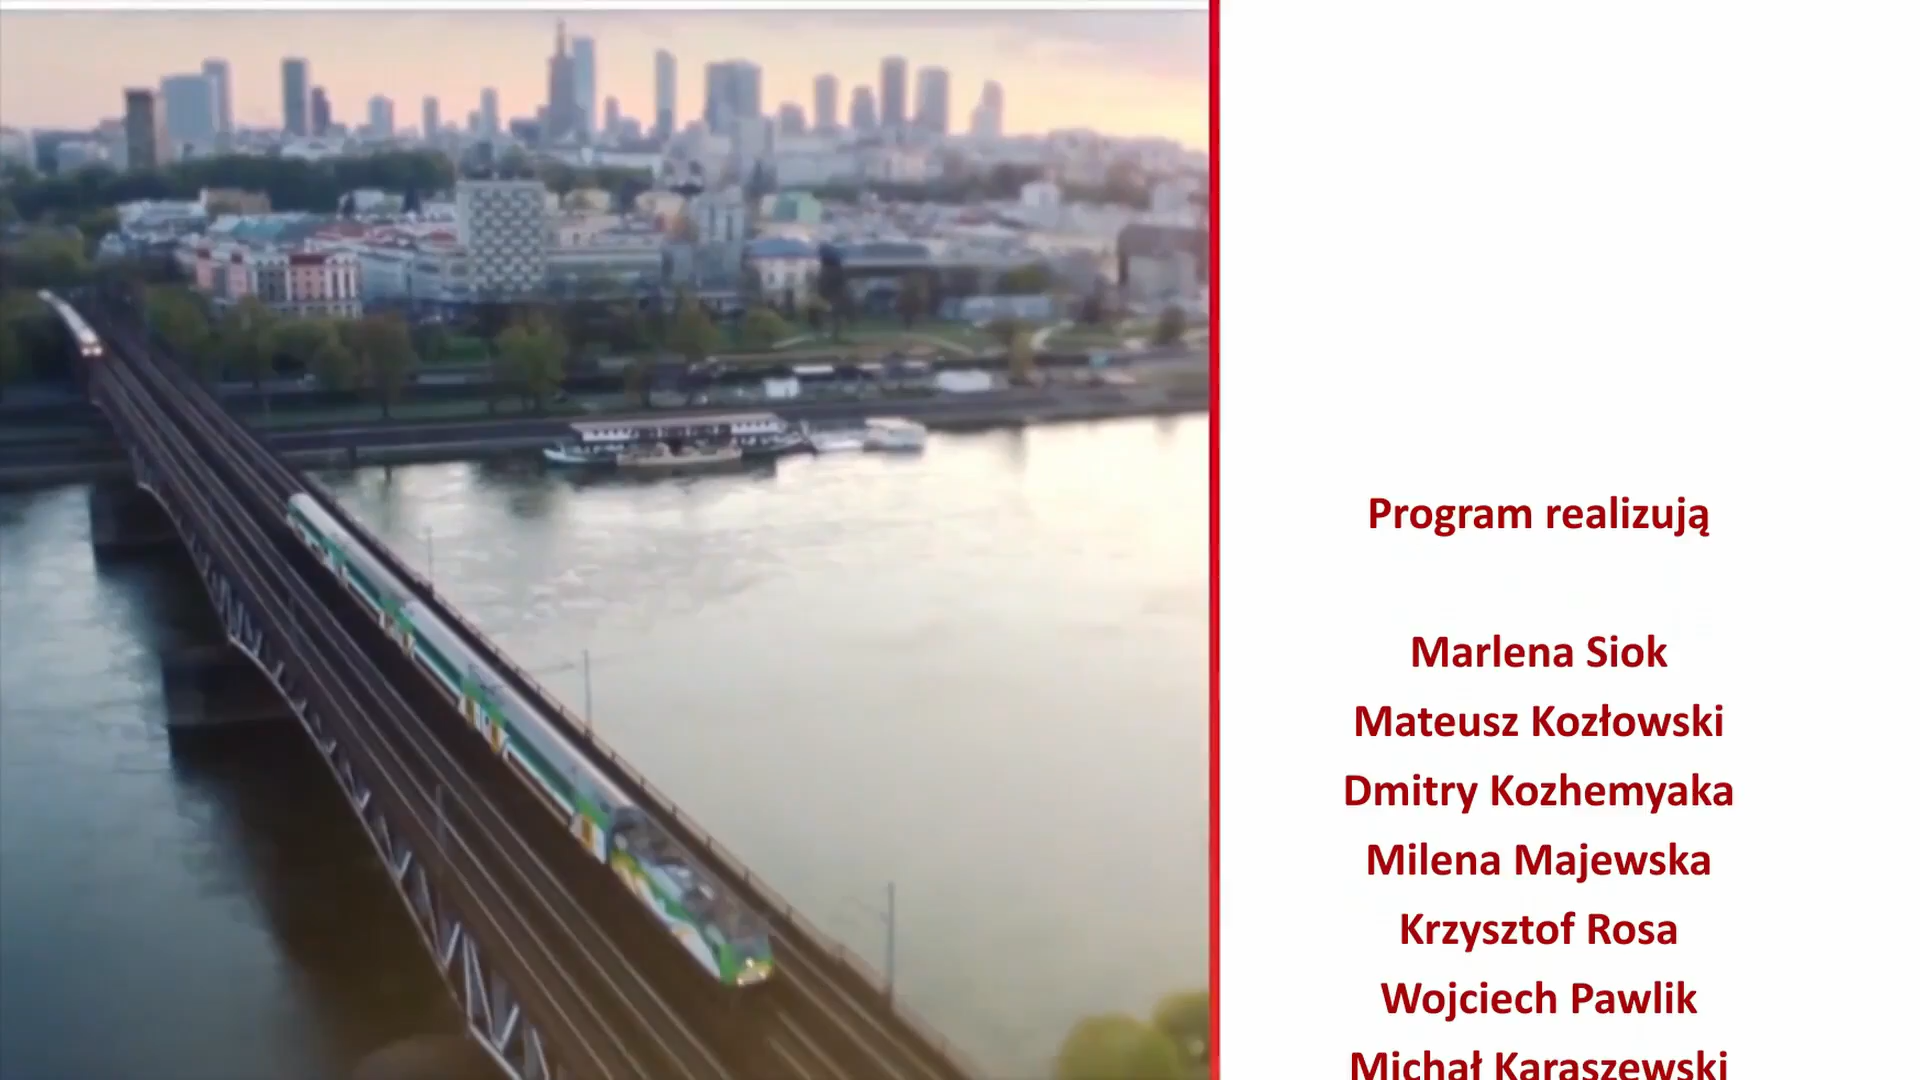 Program realizują
Marlena Siok
Mateusz Kozłowski
Dmitry Kozhemyaka
Milena Majewska
Krzysztof Rosa
Wojciech Pawlik
Michał Karaszewski